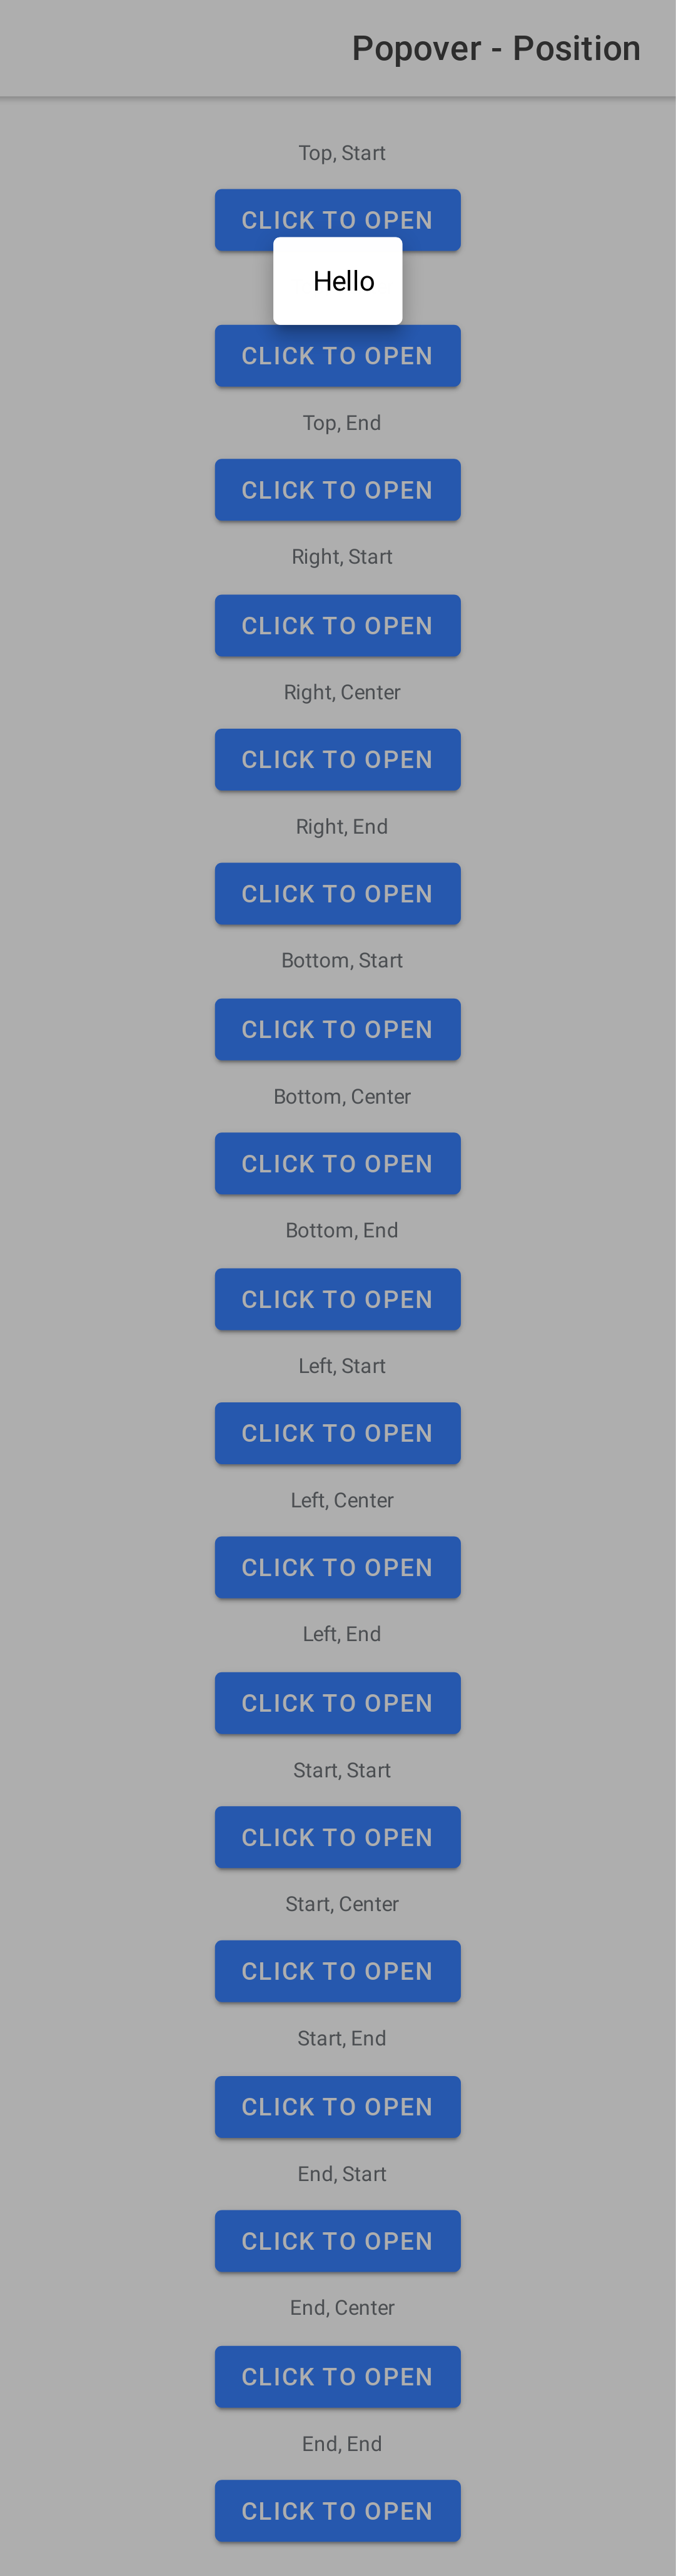 Popover - Position
Top, Start
CLICK TO OPEN
Hello
CLICK TO OPEN
Top, End
CLICK TO OPEN
Right, Start
CLICK TO OPEN
Right, Center
CLICK TO OPEN
Right, End
CLICK TO OPEN
Bottom, Start
CLICK TO OPEN
Bottom, Center
CLICK TO OPEN
Bottom, End
CLICK TO OPEN
Left, Start
CLICK TO OPEN
Left, Center
CLICK TO OPEN
Left, End
CLICK TO OPEN
Start, Start
CLICK TO OPEN
Start, Center
CLICK TO OPEN
Start, End
CLICK TO OPEN
End, Start
CLICK TO OPEN
End, Center
CLICK TO OPEN
End, End
CLICK TO OPEN